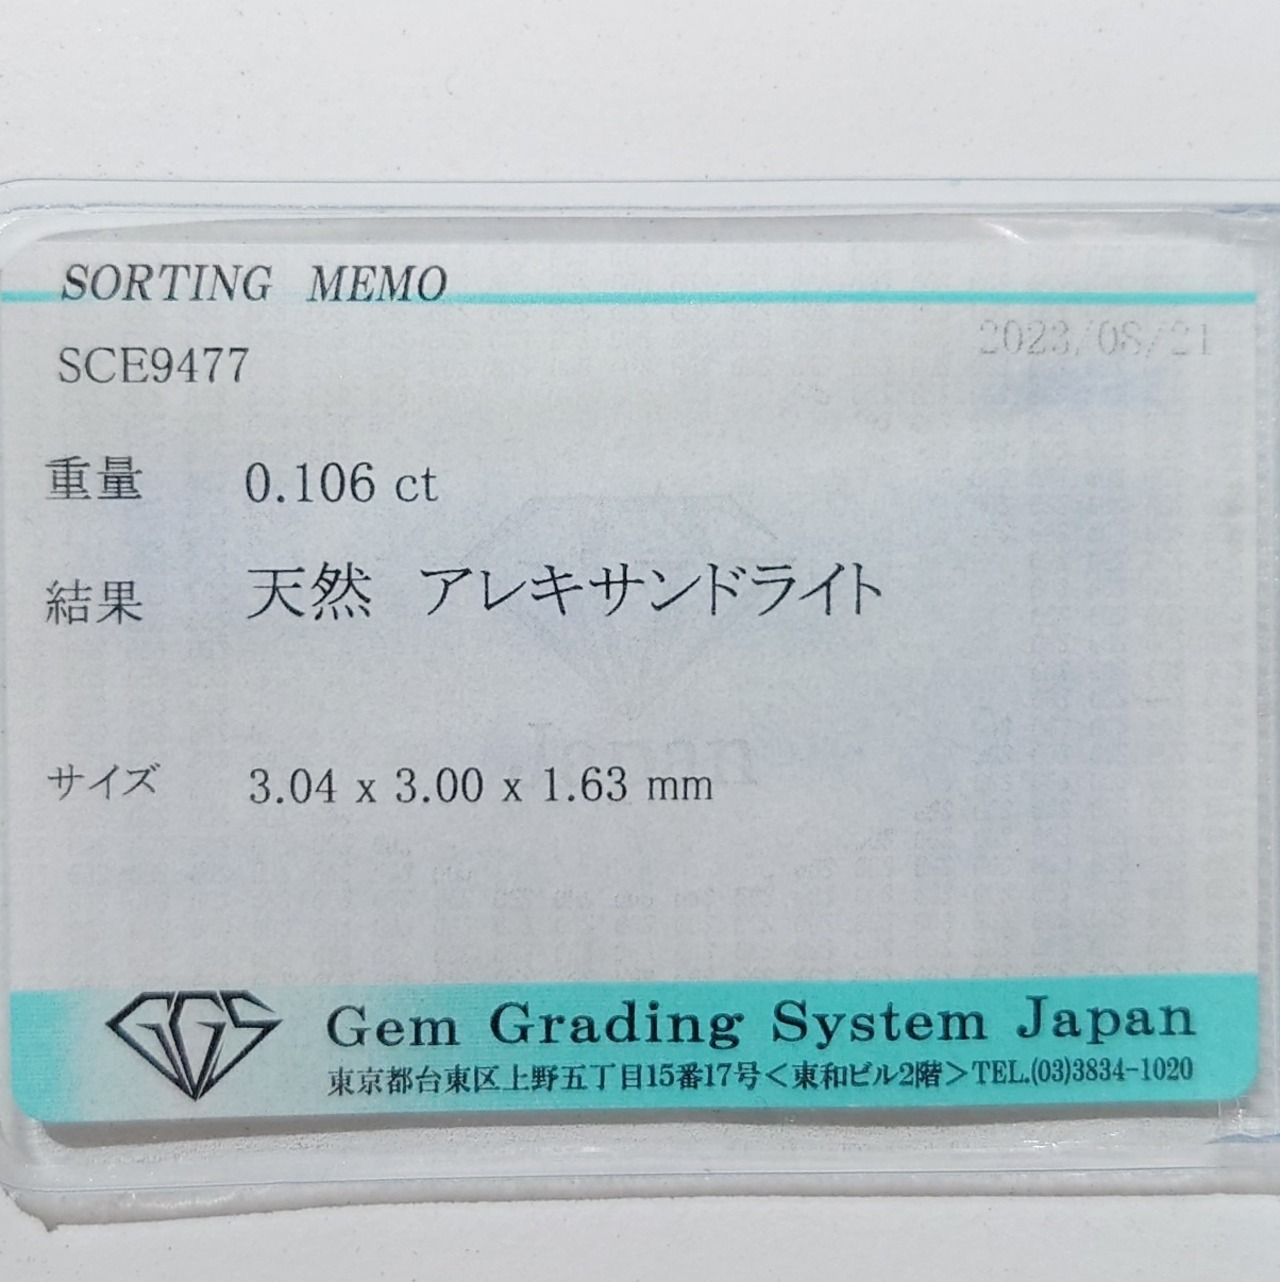 SORTING MEMO
2023/08/21
SCE9477
重量 0.106 ct
結果 天然 アレキサンドライト
サイズ 3.04 x 3.00 x 1.63 mm
Japan
GGS
Gem Grading System Japan
東京都台東区上野五丁目15番17号＜東和ビル2階＞TEL.(03)3834-1020